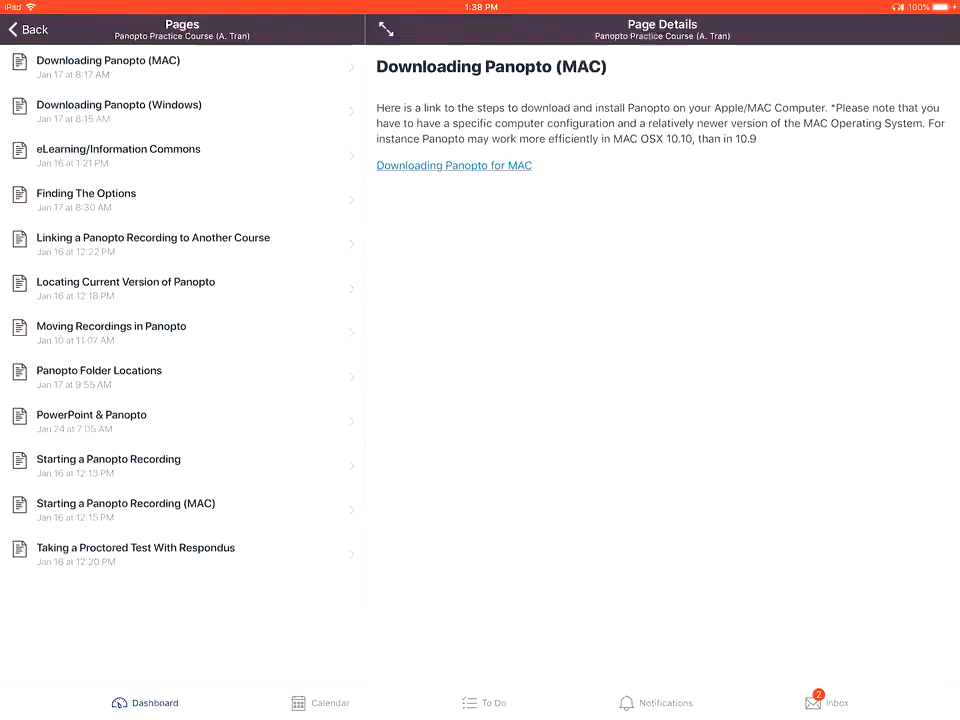 iPad
1:38 PM
100%
Back
Pages
Panopto Practice Course (A. Tran)
Page Details
Panopto Practice Course (A. Tran)
Downloading Panopto (MAC)
Jan 17 at 8:17 AM
Downloading Panopto (Windows)
Jan 17 at 8:15 AM
eLearning/Information Commons
Jan 16 at 1:21 PM
Finding The Options
Jan 17 at 8:30 AM
Linking a Panopto Recording to Another Course
Jan 16 at 12:22 PM
Locating Current Version of Panopto
Jan 16 at 12:18 PM
Moving Recordings in Panopto
Jan 10 at 11:07 AM
Panopto Folder Locations
Jan 17 at 9:55 AM
PowerPoint & Panopto
Jan 24 at 7:05 AM
Starting a Panopto Recording
Jan 16 at 12:13 PM
Starting a Panopto Recording (MAC)
Jan 16 at 12:15 PM
Taking a Proctored Test With Respondus
Jan 16 at 12:20 PM
Downloading Panopto (MAC)
Here is a link to the steps to download and install Panopto on your Apple/MAC Computer. *Please note that you
have to have a specific computer configuration and a relatively newer version of the MAC Operating System. For
instance Panopto may work more efficiently in MAC OSX 10.10, than in 10.9
Downloading Panopto for MAC
Dashboard
Calendar
To Do
Notifications
2
Inbox